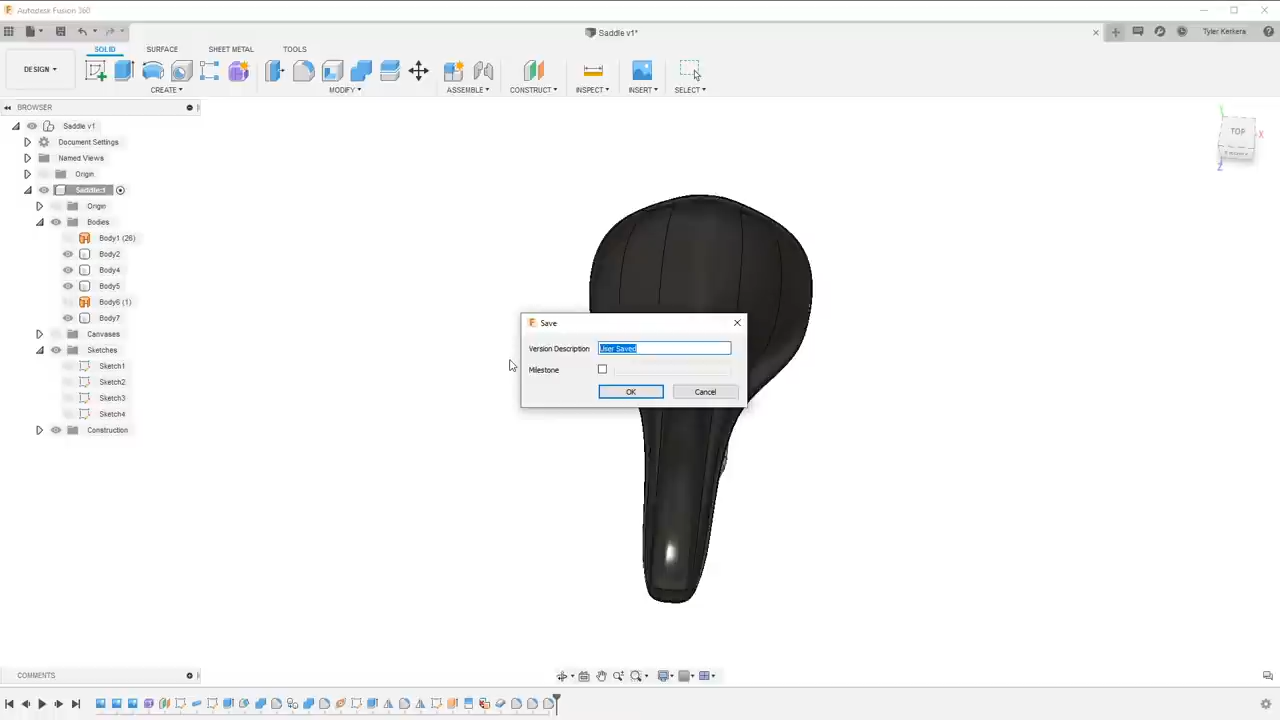 Autodesk Fusion 360
Saddle v1*
Tyler Kerkera
DESIGN
SOLID
SURFACE
SHEET METAL
TOOLS
CREATE
MODIFY
ASSEMBLE
CONSTRUCT
INSPECT
INSERT
SELECT
BROWSER
Saddle v1
Document Settings
Named Views
Origin
Saddle:1
Origin
Bodies
Body1 (26)
Body2
Body4
Body5
Body6 (1)
Body7
Canvases
Sketches
Sketch1
Sketch2
Sketch3
Sketch4
Construction
Y
TOP
X
Z
Save
Version Description
User Saved
Milestone
OK
Cancel
COMMENTS